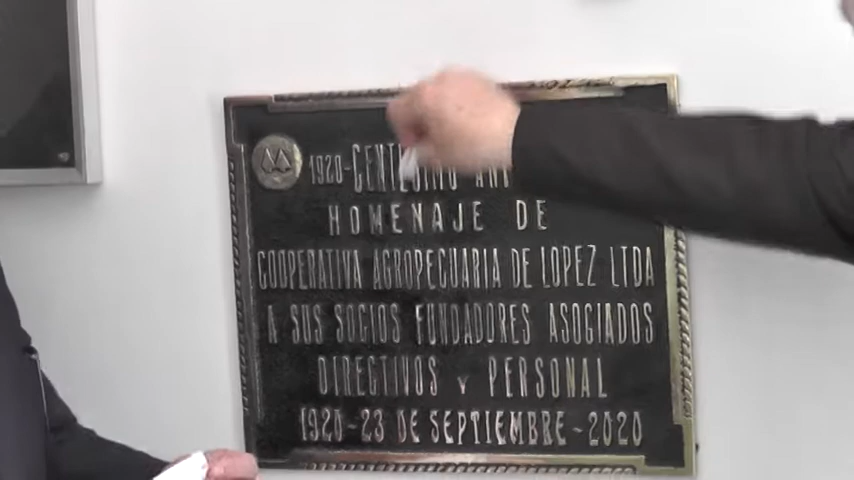 1920-CENTESIMO
HOMENAJE DE
COOPERATIVA AGROPECUARIA DE LOPEZ LTDA
A SUS SOCIOS FUNDADORES ASOCIADOS
DIRECTIVOS Y PERSONAL
1920-23 DE SEPTIEMBRE-2020